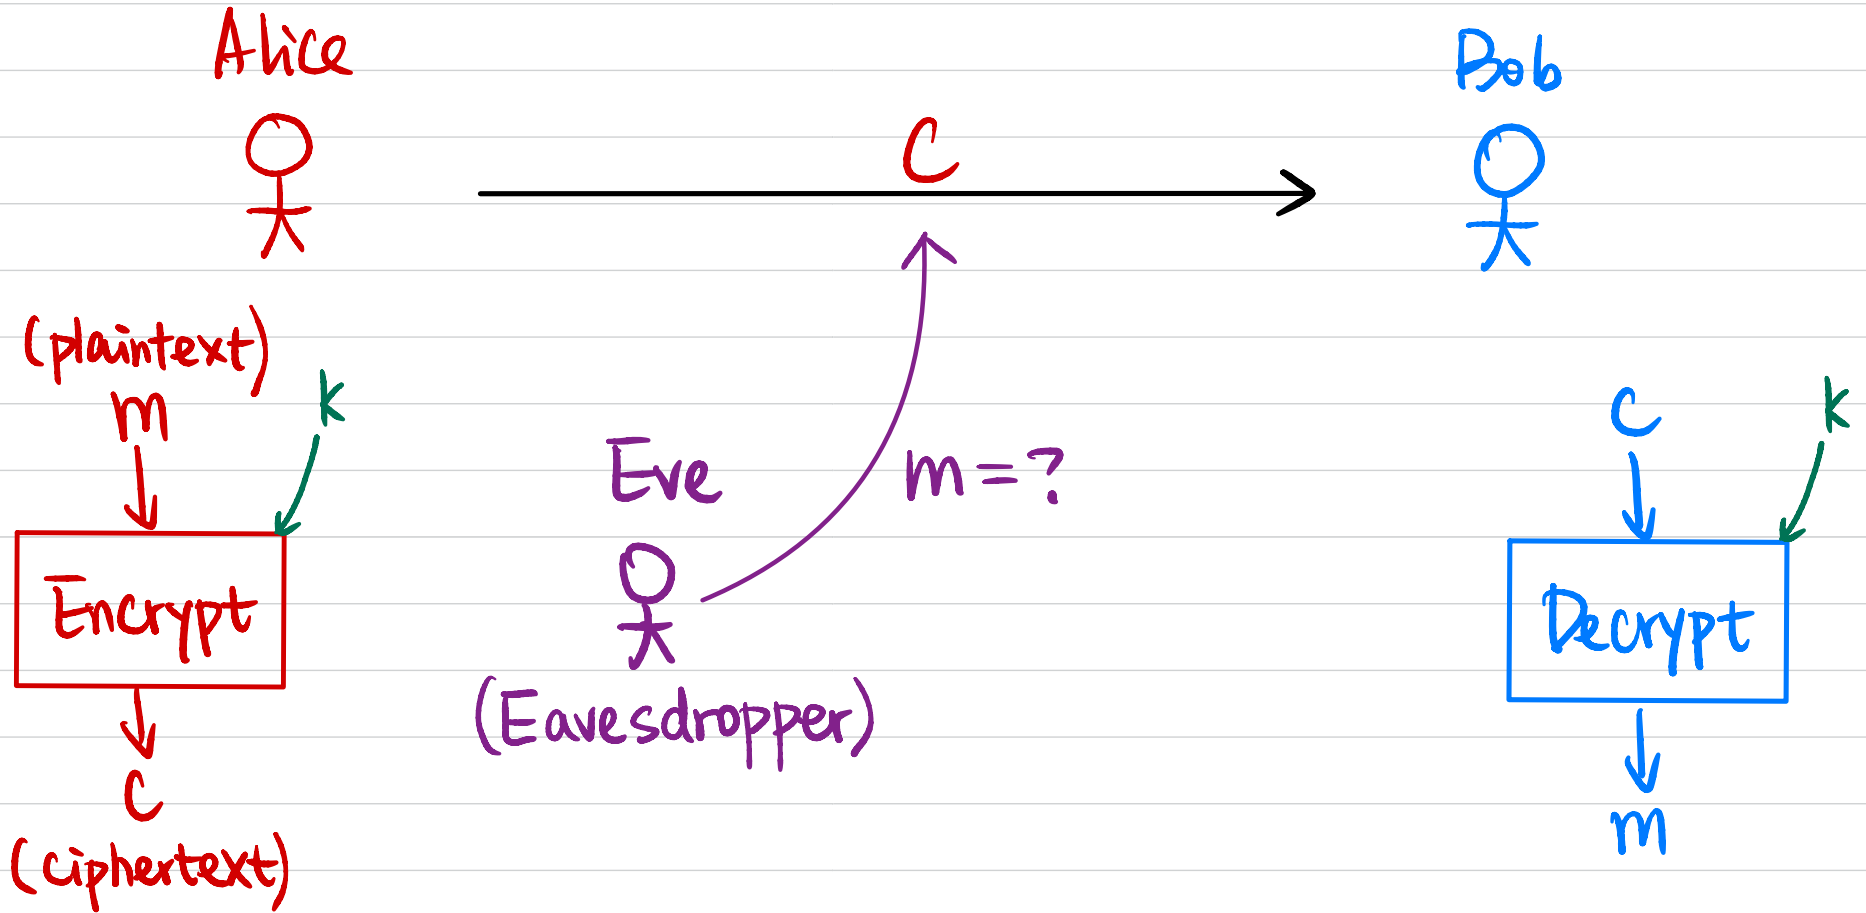 Alice
Bob
C
(plaintext)
m
k
Encrypt
C
(ciphertext)
Eve
m=?
(Eavesdropper)
C
k
Decrypt
m